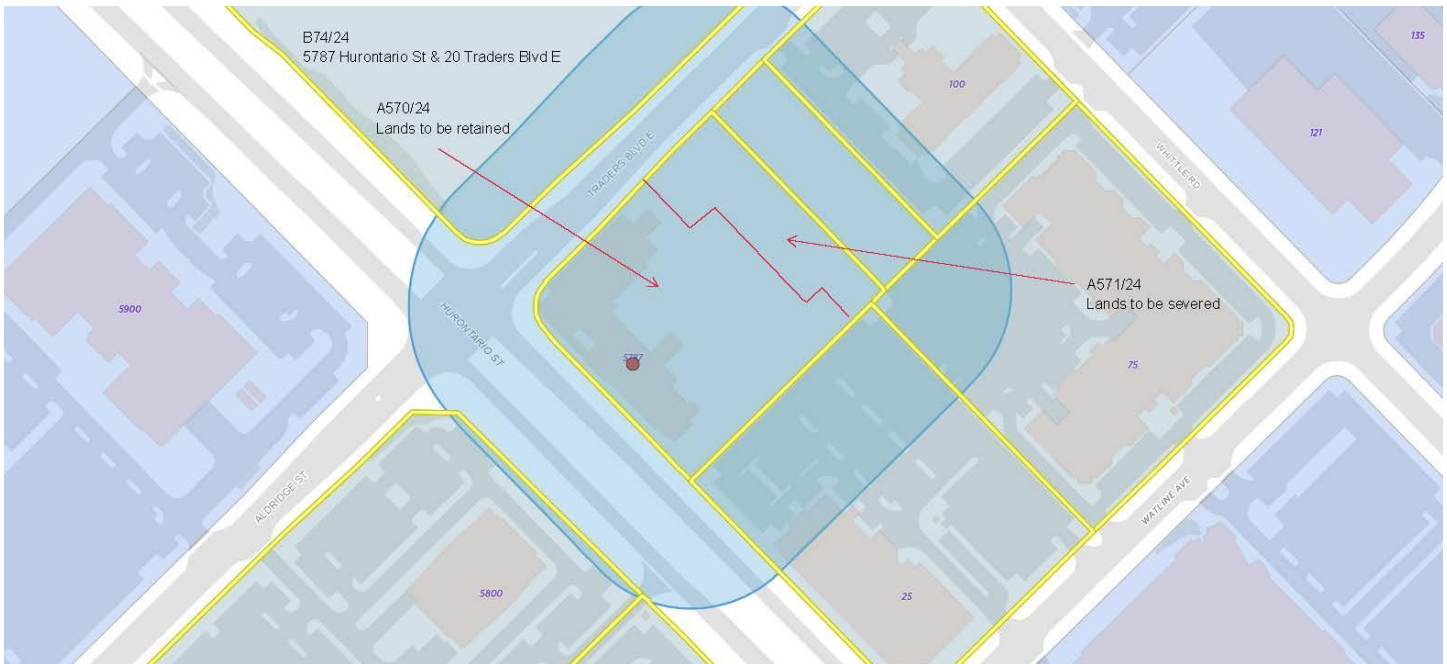 B74/24
5787 Hurontario St & 20 Traders Blvd E
A570/24
Lands to be retained
135
100
121
TRADERS BLVD E
WHITTLE RD
A571/24
Lands to be severed
5900
HURONTARIO ST
5787
75
ALDRIDGE ST
WATLINE AVE
5800
25